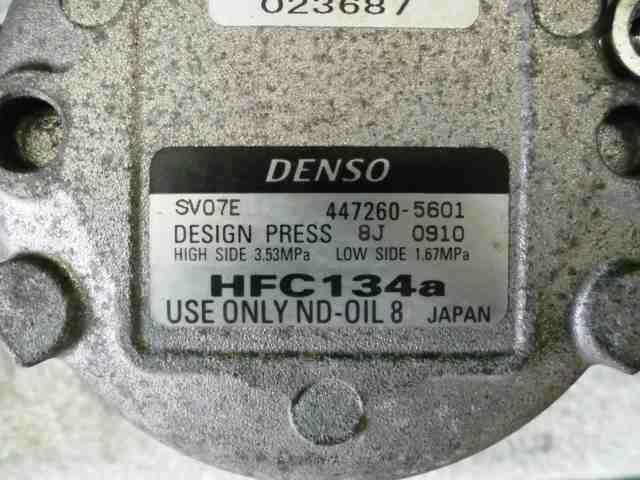 023687
DENSO
SV07E 447260-5601
DESIGN PRESS 8J 0910
HIGH SIDE 3.53MPa LOW SIDE 1.67MPa
HFC134a
USE ONLY ND-OIL 8 JAPAN